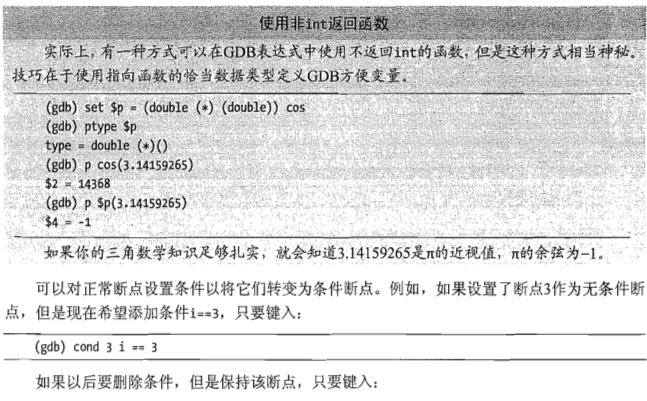 使用非int返回函数
实际上，有一种方式可以在GDB表达式中使用不返回int的函数，但是这种方式相当神秘。
技巧在于使用指向函数的恰当数据类型定义GDB方便变量。
(gdb) set $p = (double (*) (double)) cos
(gdb) ptype $p
type = double (*)()
(gdb) p cos(3.14159265)
$2 = 14368
(gdb) p $p(3.14159265)
$4 = -1
如果你的三角数学知识足够扎实，就会知道3.14159265是π的近视值，π的余弦为-1。
可以对正常断点设置条件以将它们转变为条件断点。例如，如果设置了断点3作为无条件断
点，但是现在希望添加条件i==3，只要键入：
(gdb) cond 3 i == 3
如果以后要删除条件，但是保持该断点，只要键入：